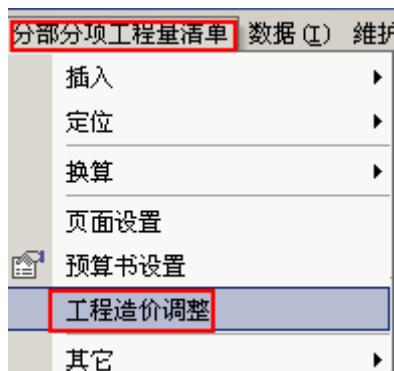 分部分项工程量清单 数据(I) 维护
插入
定位
换算
页面设置
预算书设置
工程造价调整
其它